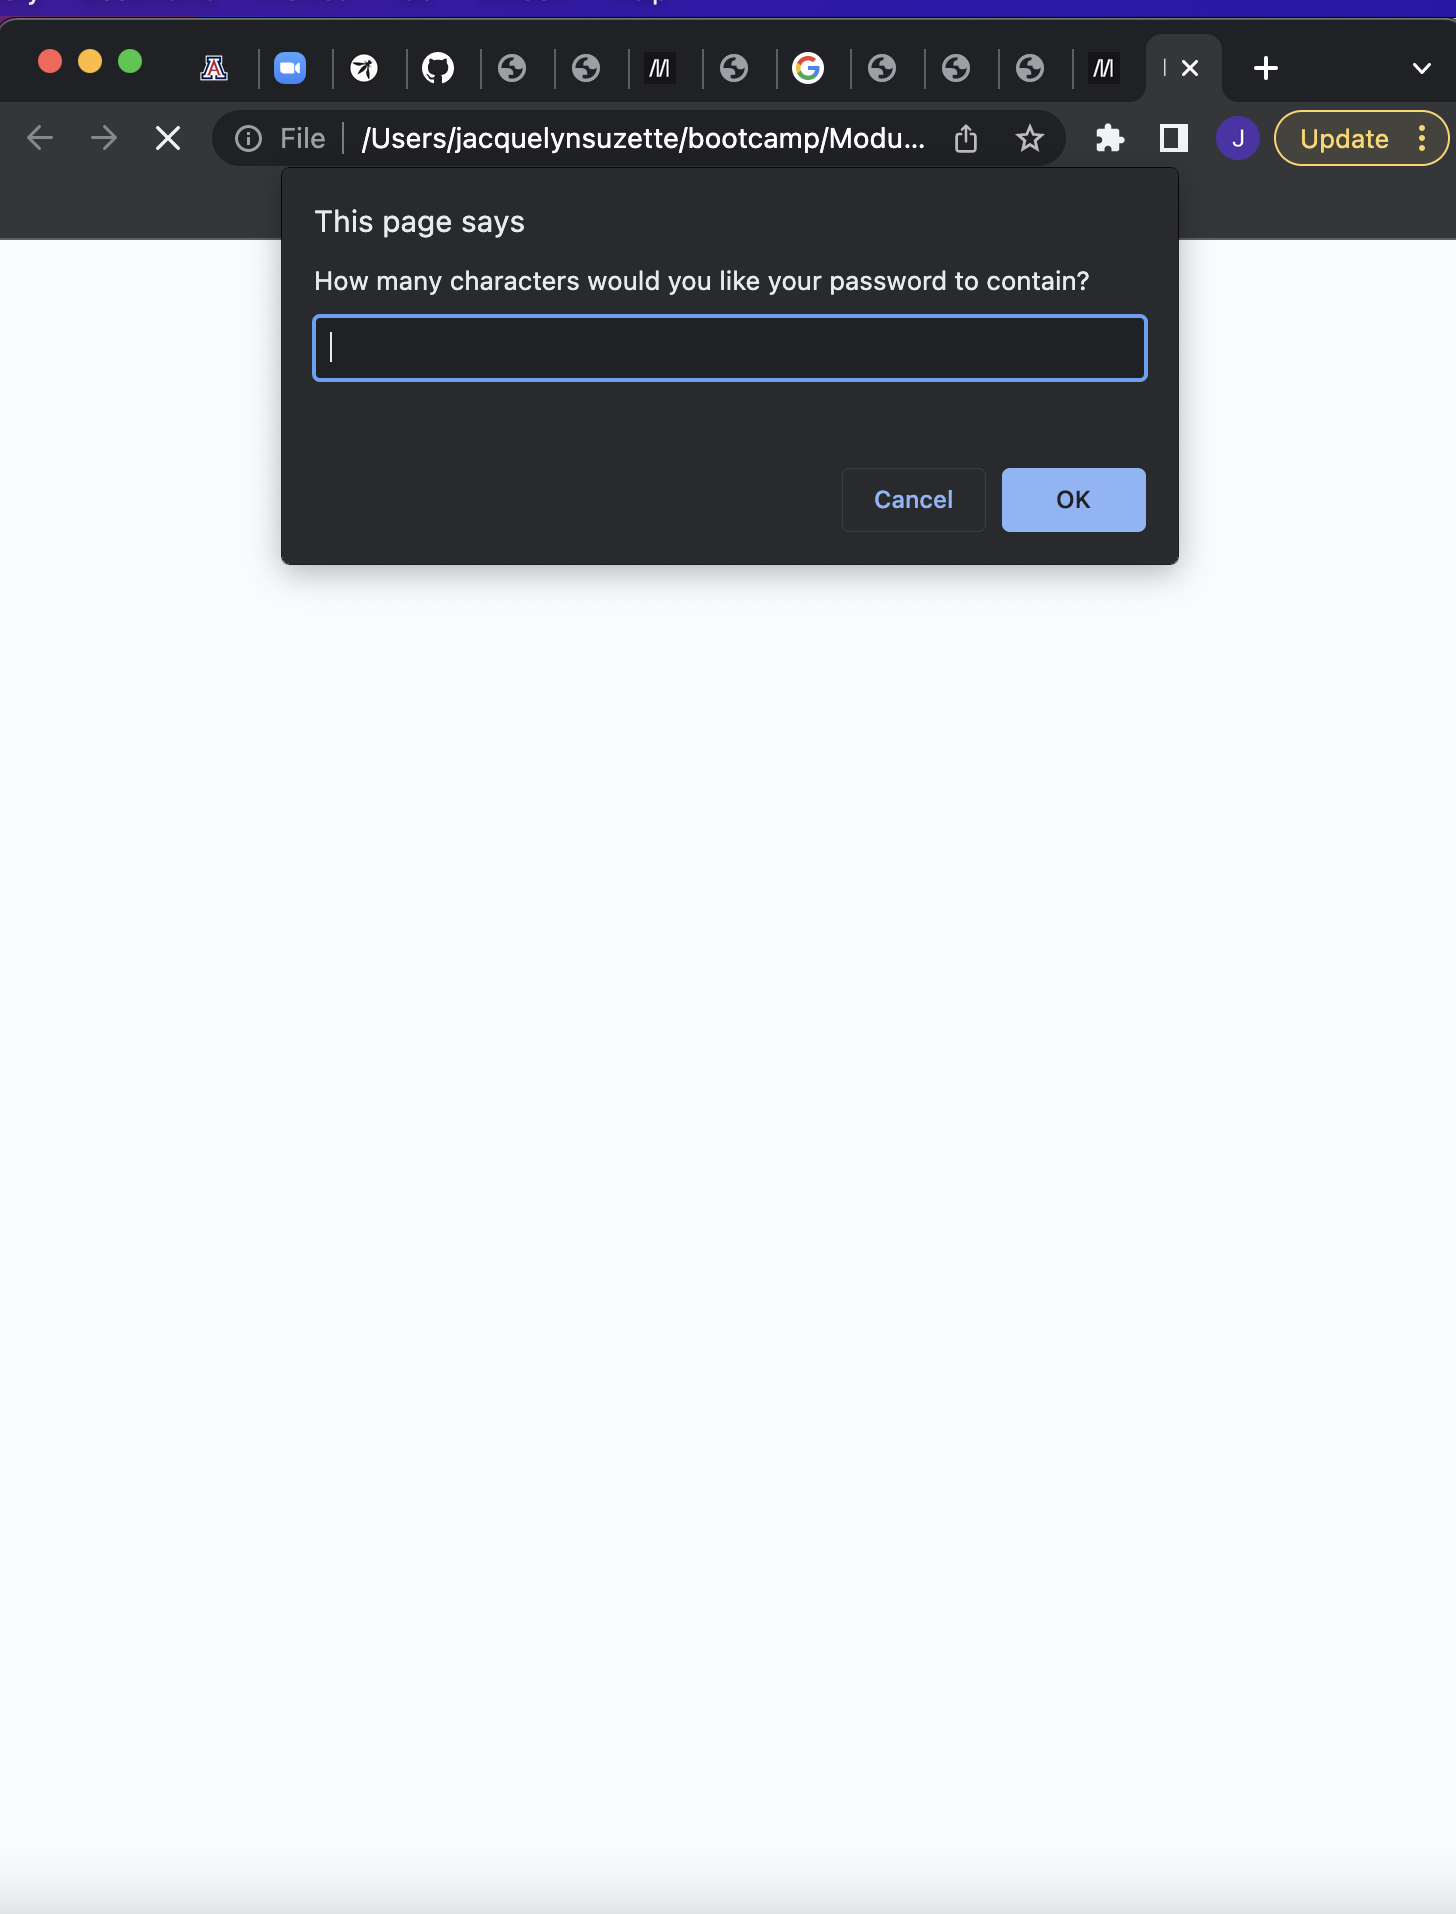 File /Users/jacquelynsuzette/bootcamp/Modu...
J
Update
This page says
How many characters would you like your password to contain?
Cancel
OK